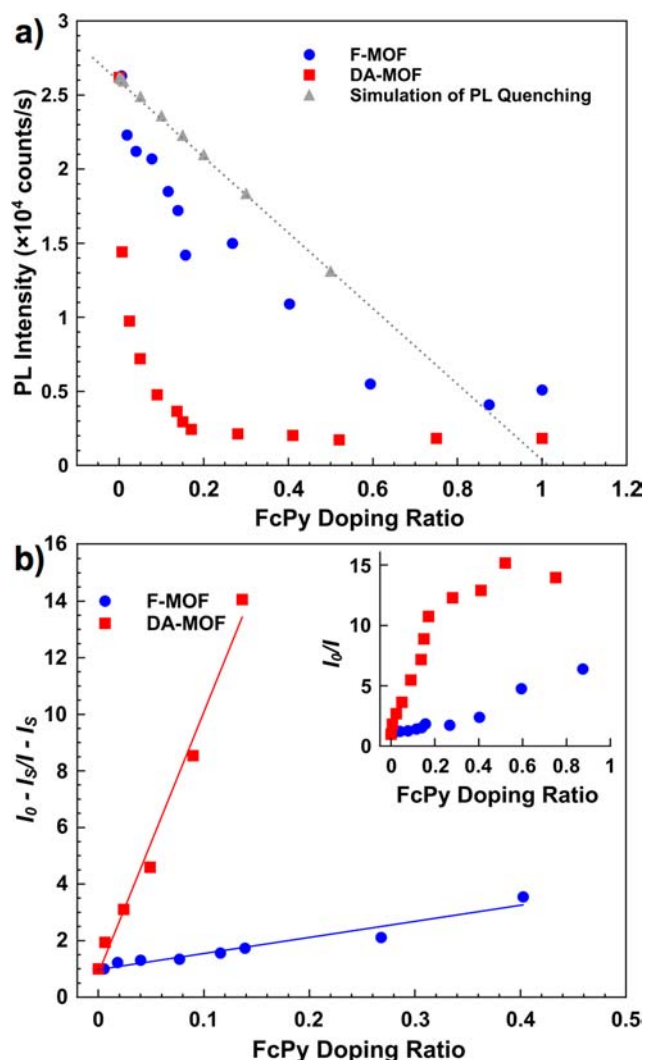 a)
3
2.5
2
1.5
1
0.5
0
PL Intensity (×10⁴ counts/s)
F-MOF
DA-MOF
Simulation of PL Quenching
0 0.2 0.4 0.6 0.8 1 1.2
FcPy Doping Ratio
b)
16
14
12
10
8
6
4
2
0
I₀ - Iₛ/I - Iₛ
F-MOF
DA-MOF
15
10
5
0
I₀/I
0 0.2 0.4 0.6 0.8 1
FcPy Doping Ratio
0 0.1 0.2 0.3 0.4 0.5
FcPy Doping Ratio